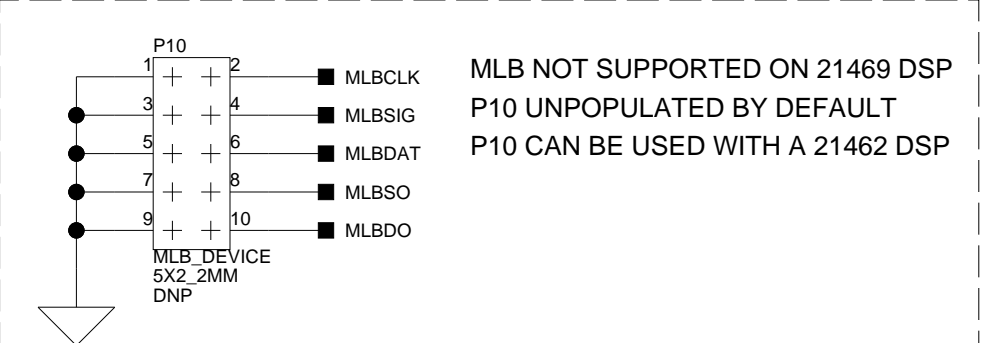 P10
1 2 MLBCLK
3 4 MLBSIG
5 6 MLBDAT
7 8 MLBSO
9 10 MLBDO
MLB_DEVICE
5X2_2MM
DNP
MLB NOT SUPPORTED ON 21469 DSP
P10 UNPOPULATED BY DEFAULT
P10 CAN BE USED WITH A 21462 DSP